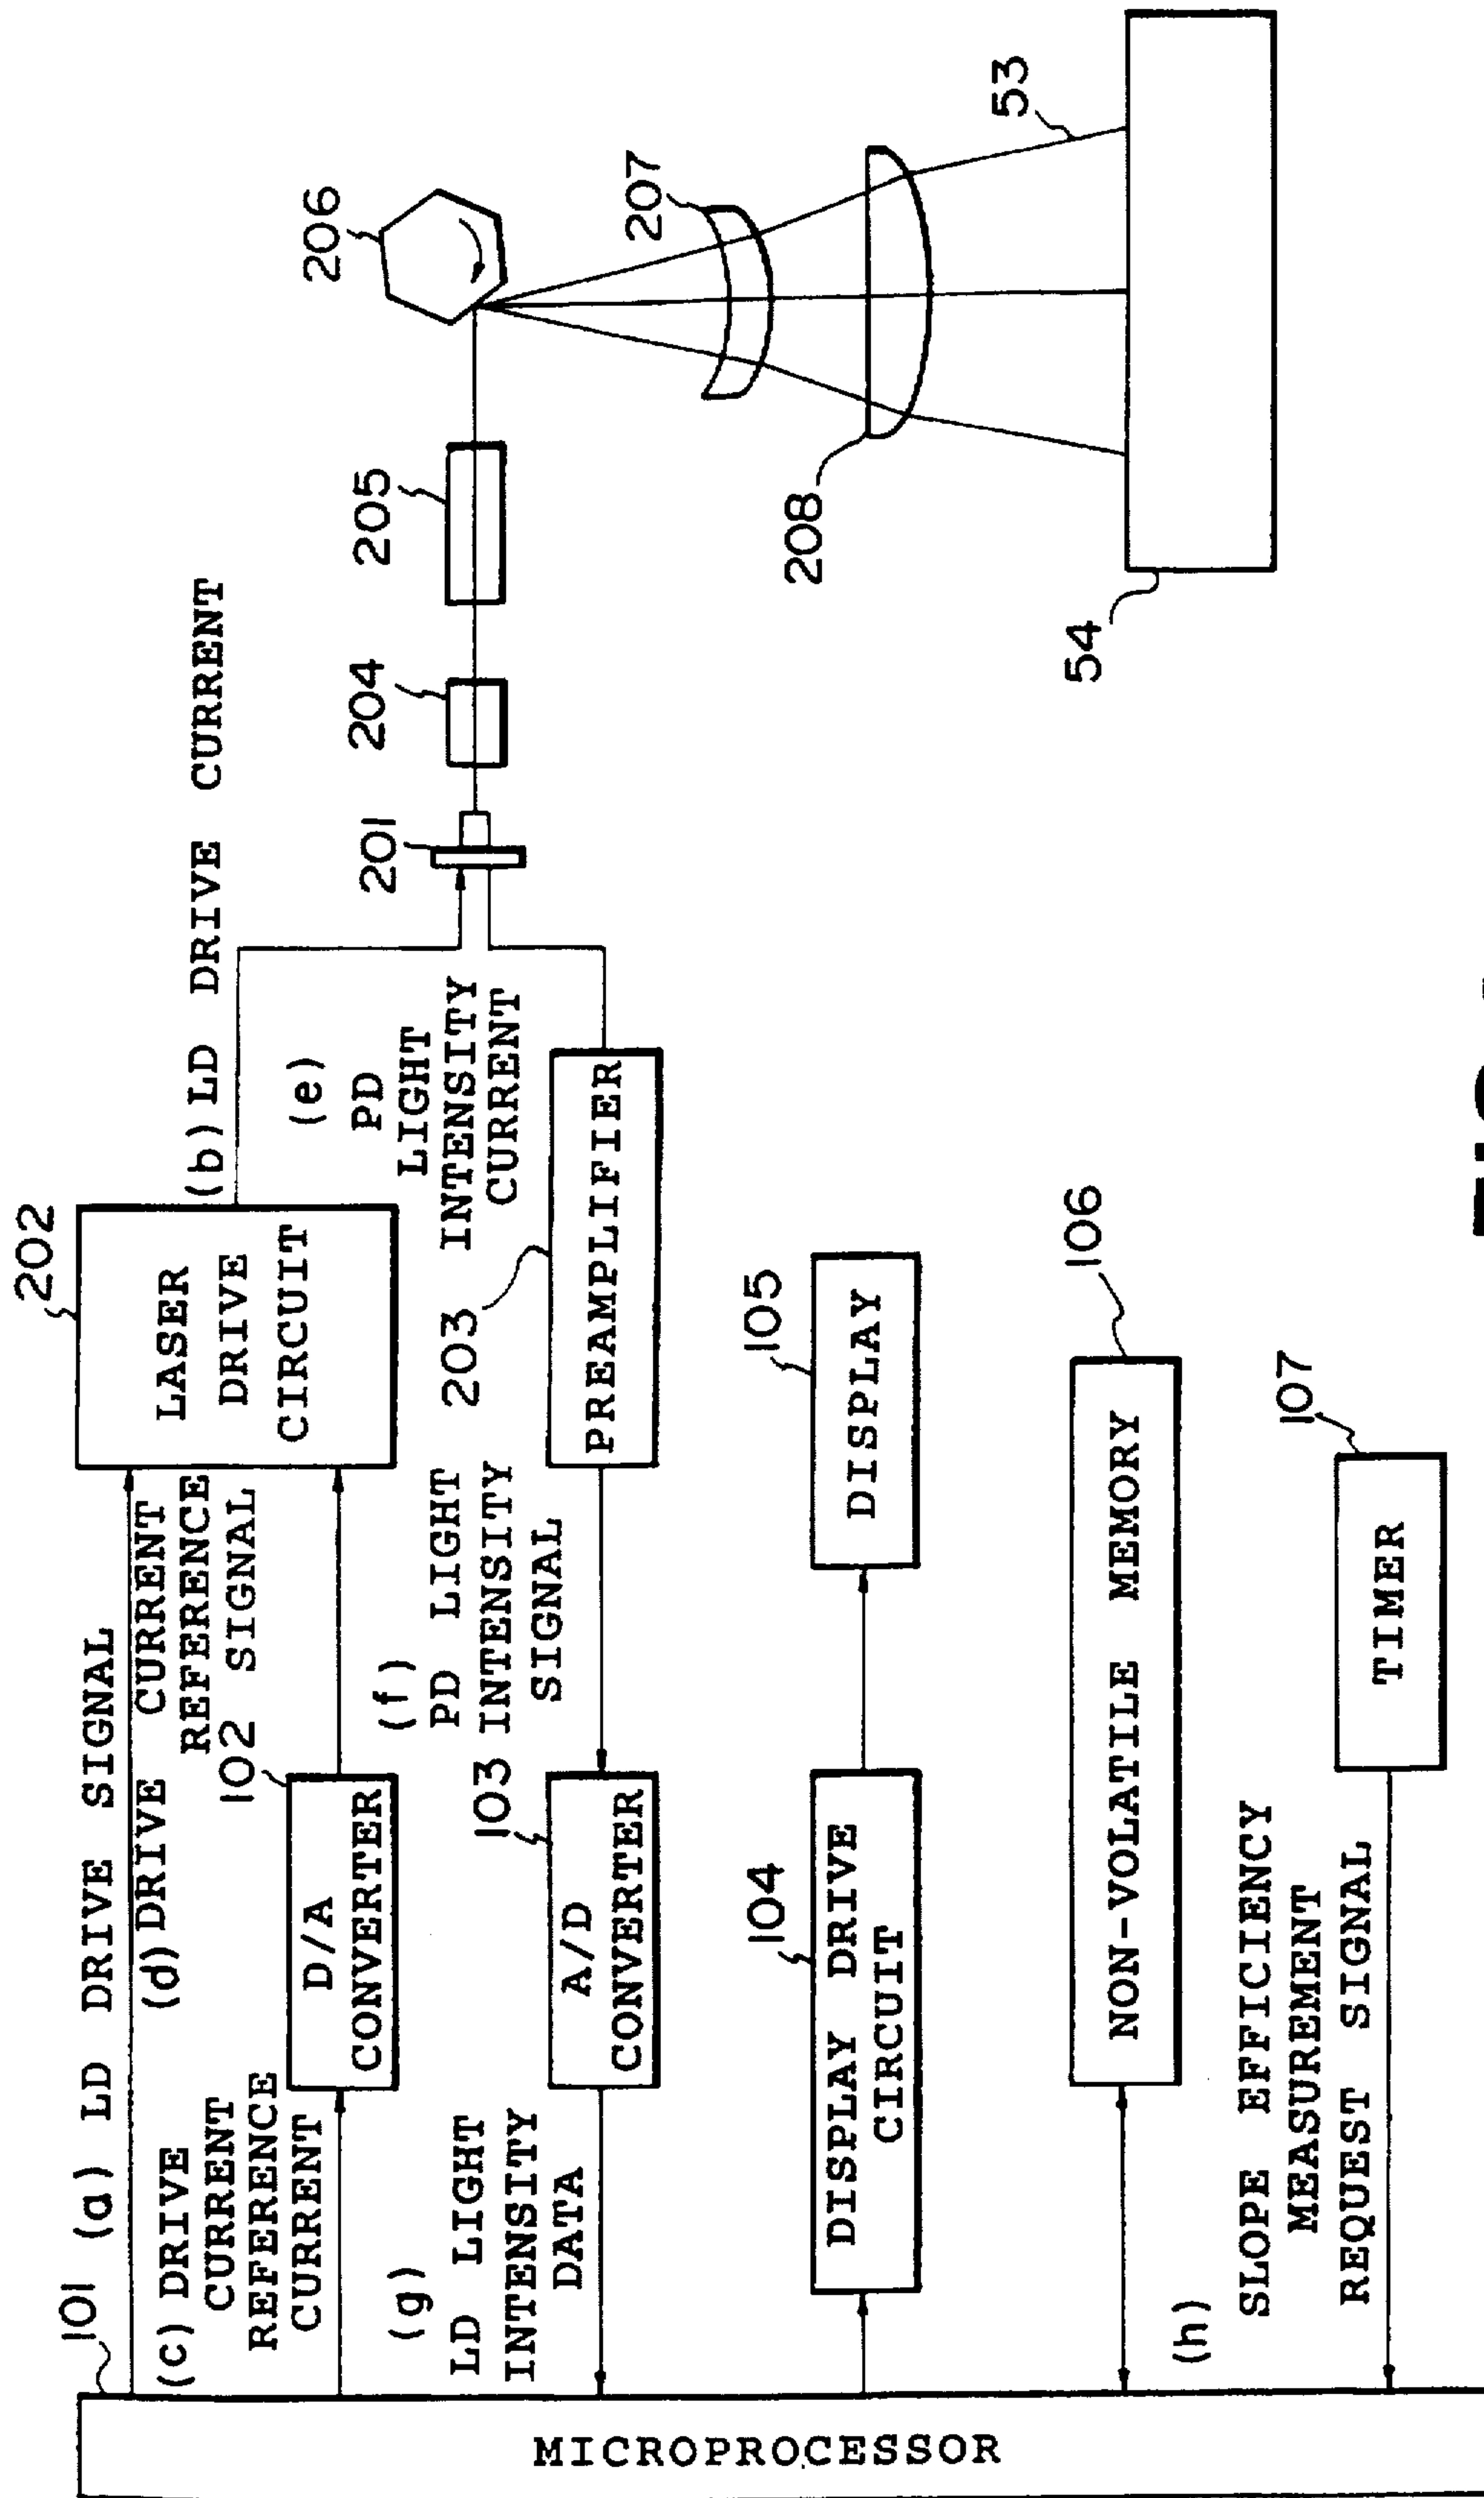 101
(a) LD DRIVE SIGNAL
(c) DRIVE
CURRENT
REFERENCE
CURRENT
(d) DRIVE CURRENT
REFERENCE
SIGNAL
102
D/A
CONVERTER
202
LASER
DRIVE
CIRCUIT
(b) LD DRIVE CURRENT
(e)
PD
LIGHT
INTENSITY
CURRENT
(f)
PD LIGHT
INTENSITY
SIGNAL
203
PREAMPLIFIER
(g)
LD LIGHT
INTENSITY
DATA
103
A/D
CONVERTER
201
204
205
206
207
208
53
54
104
DISPLAY DRIVE
CIRCUIT
105
DISPLAY
106
NON-VOLATILE MEMORY
107
TIMER
(h)
SLOPE EFFICIENCY
MEASUREMENT
REQUEST SIGNAL
MICROPROCESSOR